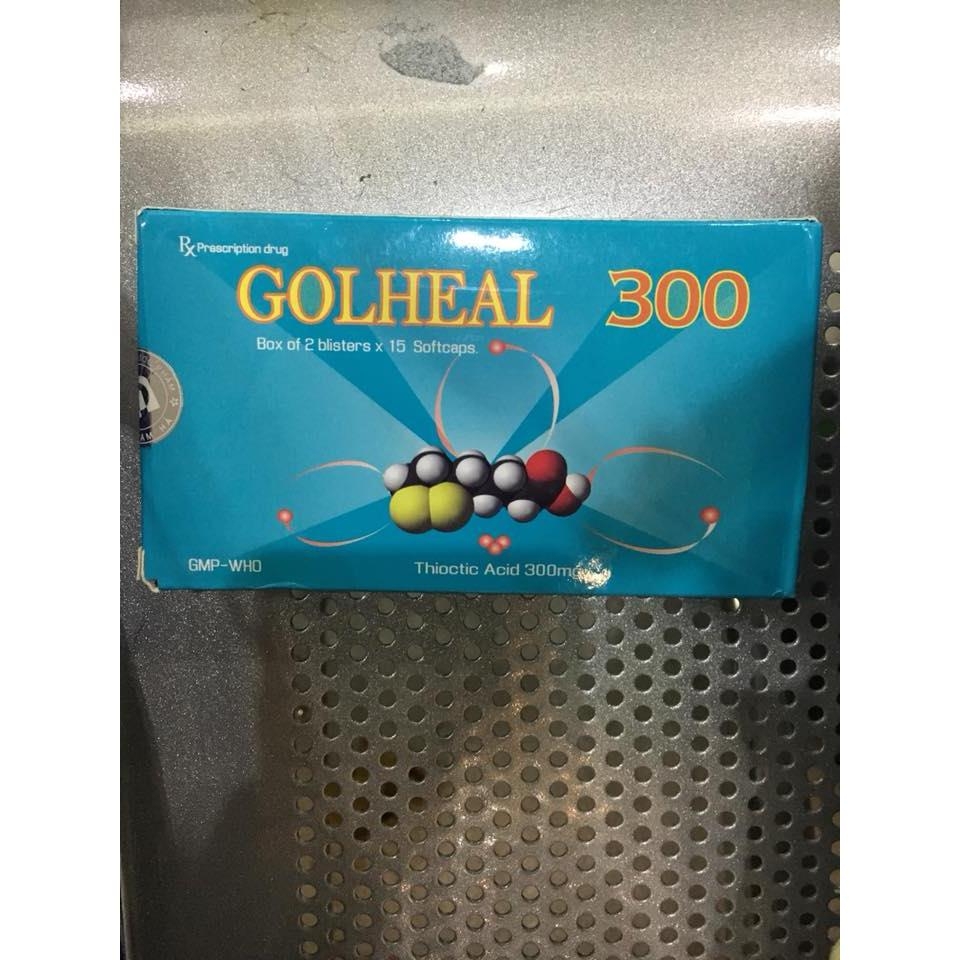 Rx Prescription drug
GOLHEAL 300
Box of 2 blisters x 15 Softcaps.
GMP-WHO
Thioctic Acid 300mg